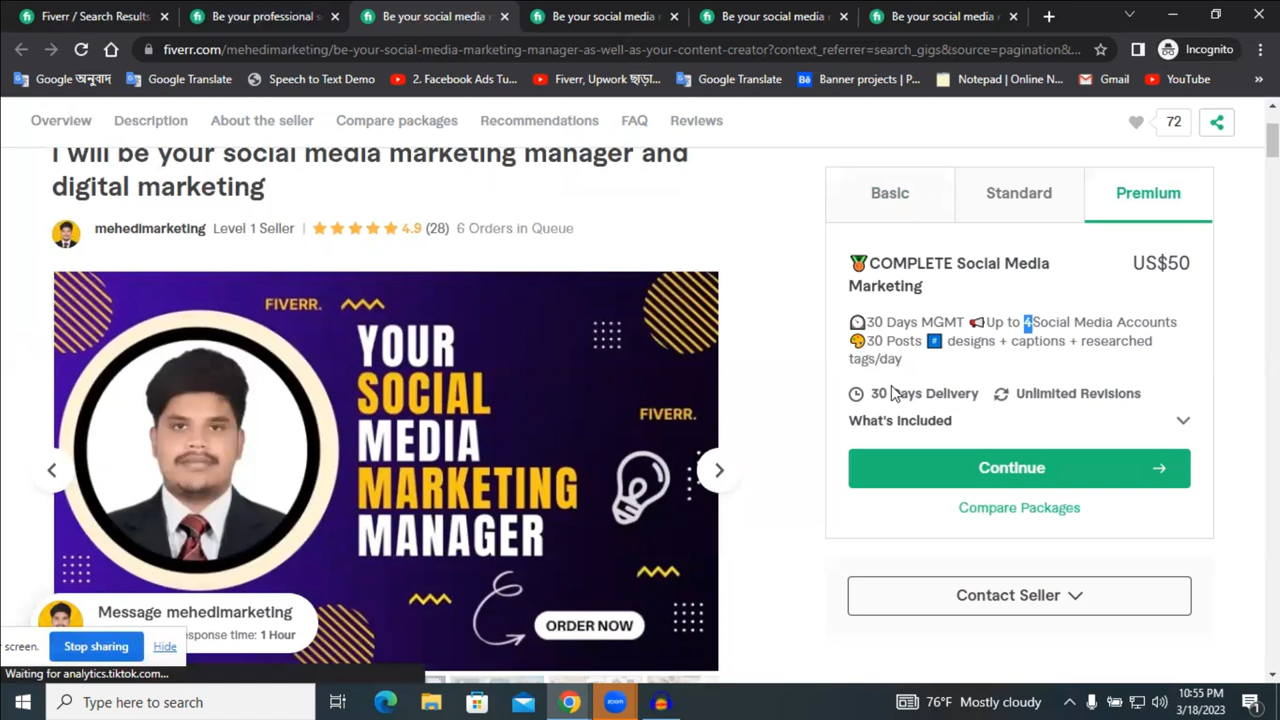 Fiverr / Search Results
Be your professional s
Be your social media
Be your social media
Be your social media
Be your social media
fiverr.com/mehedimarketing/be-your-social-media-marketing-manager-as-well-as-your-content-creator?context_referrer=search_gigs&source=pagination&...
Incognito
Google অনুবাদ
Google Translate
Speech to Text Demo
2. Facebook Ads Tu...
Fiverr, Upwork ছাড়া...
Google Translate
Banner projects | P...
Notepad | Online N...
Gmail
YouTube
Overview
Description
About the seller
Compare packages
Recommendations
FAQ
Reviews
72
I will be your social media marketing manager and
digital marketing
mehedimarketing Level 1 Seller | 4.9 (28) 6 Orders in Queue
FIVERR.
YOUR
SOCIAL
MEDIA
MARKETING
MANAGER
FIVERR.
ORDER NOW
Basic
Standard
Premium
COMPLETE Social Media
Marketing
US$50
30 Days MGMT Up to 4Social Media Accounts
30 Posts # designs + captions + researched
tags/day
30 Days Delivery Unlimited Revisions
What's Included
Continue
Compare Packages
Contact Seller
Message mehedimarketing
sponse time: 1 Hour
screen.
Stop sharing
Hide
Waiting for analytics.tiktok.com...
Type here to search
zoom
76°F Mostly cloudy
10:55 PM
3/18/2023
1